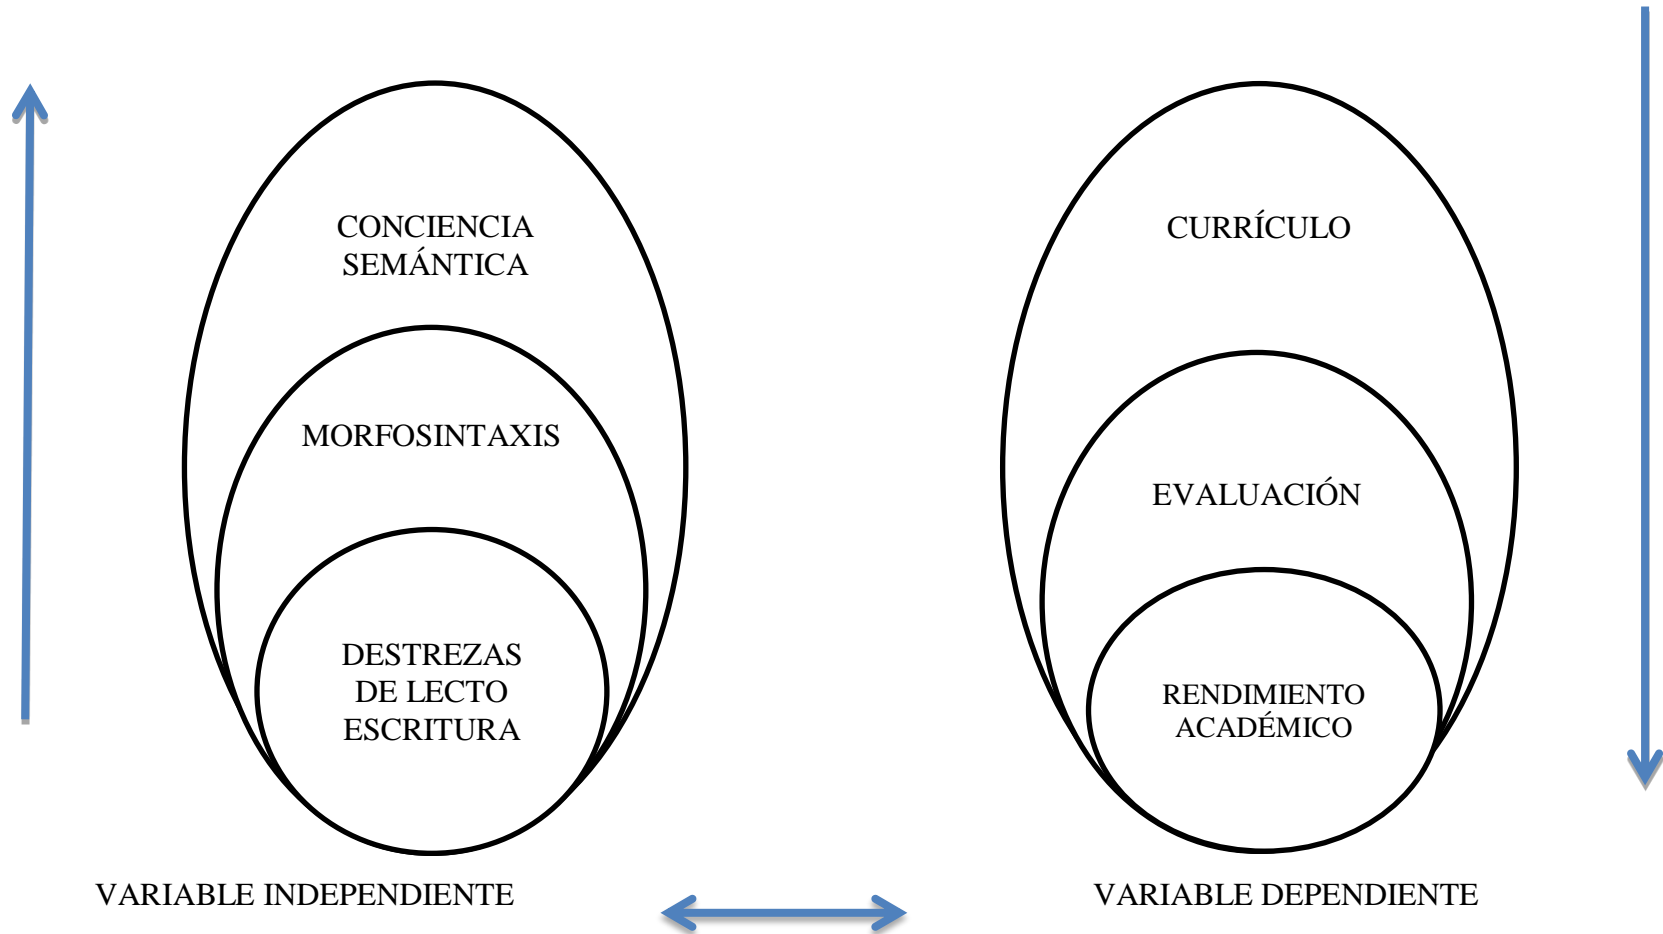 CONCIENCIA
SEMÁNTICA
MORFOSINTAXIS
DESTREZAS
DE LECTO
ESCRITURA
VARIABLE INDEPENDIENTE
CURRÍCULO
EVALUACIÓN
RENDIMIENTO
ACADÉMICO
VARIABLE DEPENDIENTE